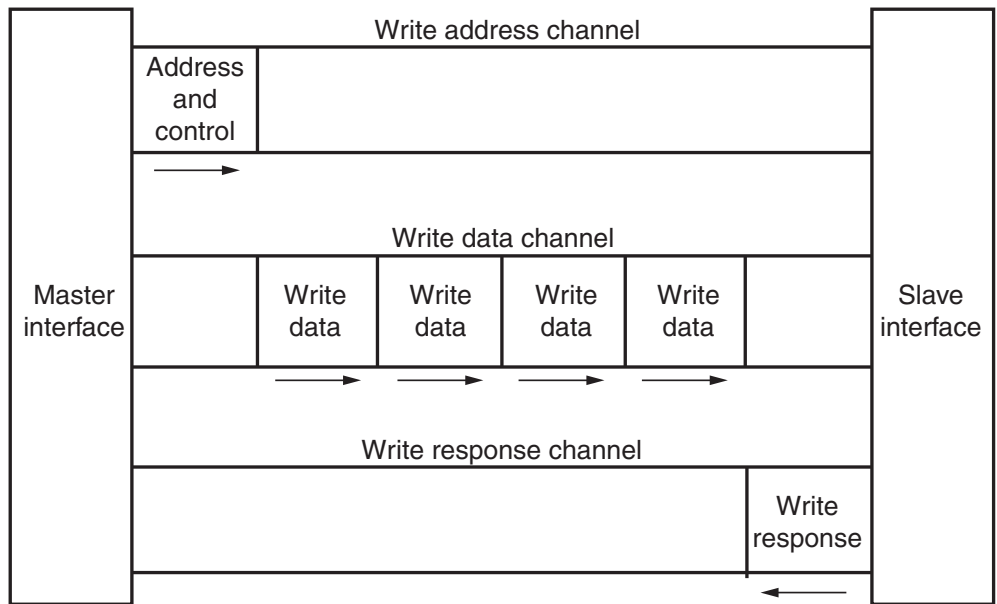 Write address channel
Address
and
control
Write data channel
Master
interface
Write
data
Write
data
Write
data
Write
data
Slave
interface
Write response channel
Write
response